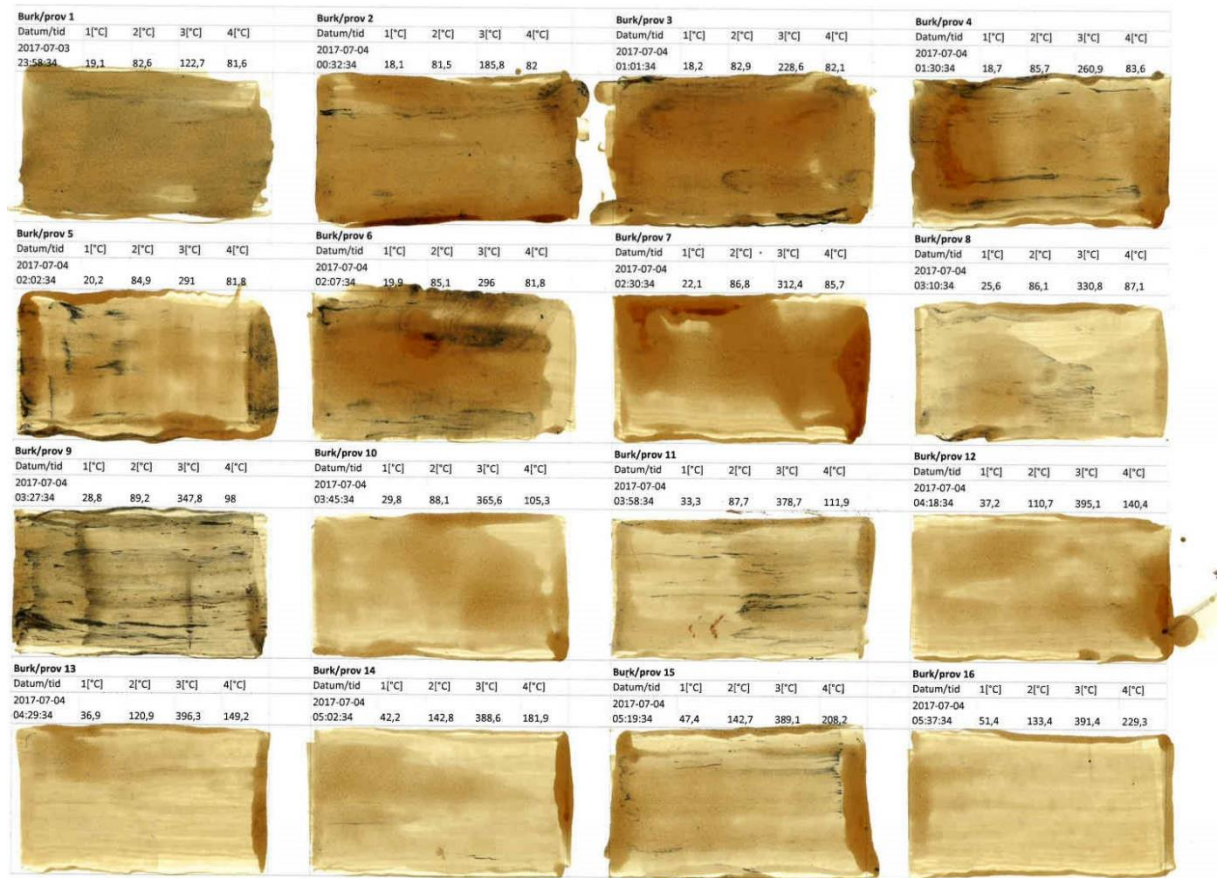 Burk/prov 1
Datum/tid 1[°C] 2[°C] 3[°C] 4[°C]
2017-07-03
23:58:34 19,1 82,6 122,7 81,6
Burk/prov 2
Datum/tid 1[°C] 2[°C] 3[°C] 4[°C]
2017-07-04
00:32:34 18,1 81,5 185,8 82
Burk/prov 3
Datum/tid 1[°C] 2[°C] 3[°C] 4[°C]
2017-07-04
01:01:34 18,2 82,9 228,6 82,1
Burk/prov 4
Datum/tid 1[°C] 2[°C] 3[°C] 4[°C]
2017-07-04
01:30:34 18,7 85,7 260,9 83,6
Burk/prov 5
Datum/tid 1[°C] 2[°C] 3[°C] 4[°C]
2017-07-04
02:02:34 20,2 84,9 291 81,8
Burk/prov 6
Datum/tid 1[°C] 2[°C] 3[°C] 4[°C]
2017-07-04
02:07:34 19,9 85,1 296 81,8
Burk/prov 7
Datum/tid 1[°C] 2[°C] 3[°C] 4[°C]
2017-07-04
02:30:34 22,1 86,8 312,4 85,7
Burk/prov 8
Datum/tid 1[°C] 2[°C] 3[°C] 4[°C]
2017-07-04
03:10:34 25,6 86,1 330,8 87,1
Burk/prov 9
Datum/tid 1[°C] 2[°C] 3[°C] 4[°C]
2017-07-04
03:27:34 28,8 89,2 347,8 98
Burk/prov 10
Datum/tid 1[°C] 2[°C] 3[°C] 4[°C]
2017-07-04
03:45:34 29,8 88,1 365,6 105,3
Burk/prov 11
Datum/tid 1[°C] 2[°C] 3[°C] 4[°C]
2017-07-04
03:58:34 33,3 87,7 378,7 111,9
Burk/prov 12
Datum/tid 1[°C] 2[°C] 3[°C] 4[°C]
2017-07-04
04:18:34 37,2 110,7 395,1 140,4
Burk/prov 13
Datum/tid 1[°C] 2[°C] 3[°C] 4[°C]
2017-07-04
04:29:34 36,9 120,9 396,3 149,2
Burk/prov 14
Datum/tid 1[°C] 2[°C] 3[°C] 4[°C]
2017-07-04
05:02:34 42,2 142,8 388,6 181,9
Burk/prov 15
Datum/tid 1[°C] 2[°C] 3[°C] 4[°C]
2017-07-04
05:19:34 47,4 142,7 389,1 208,2
Burk/prov 16
Datum/tid 1[°C] 2[°C] 3[°C] 4[°C]
2017-07-04
05:37:34 51,4 133,4 391,4 229,3